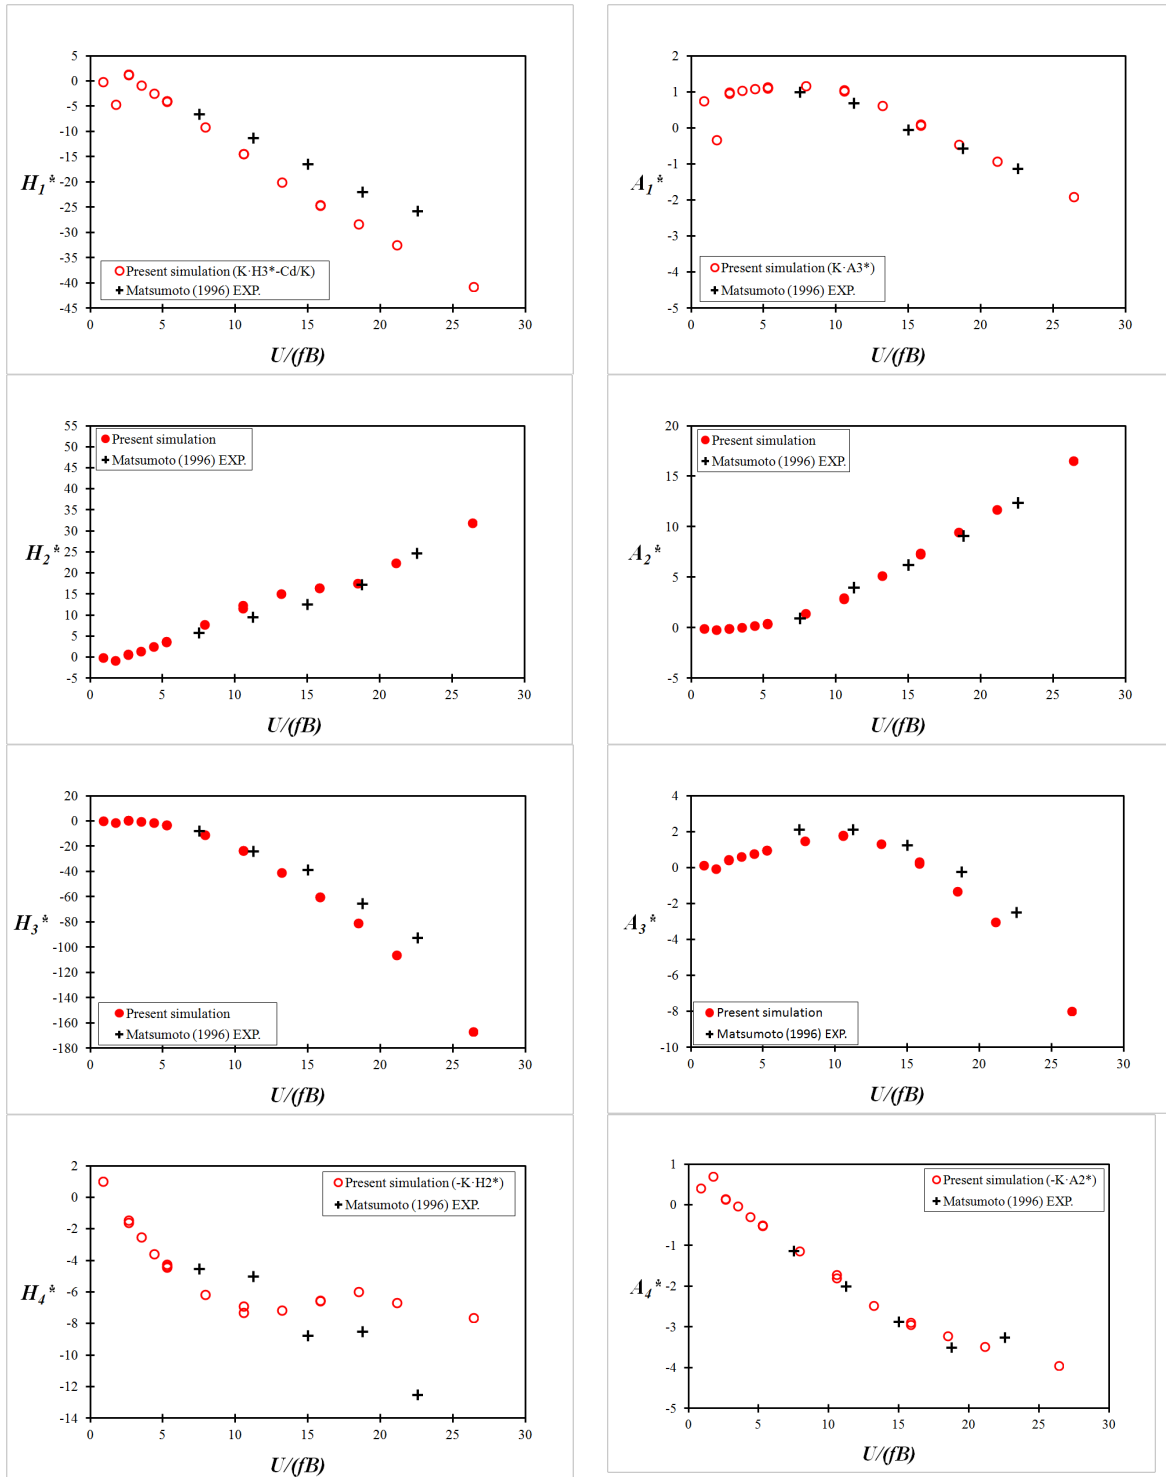 5
0
-5
-10
-15
-20
-25
-30
-35
-40
-45
H1*
Present simulation (K·H3*-Cd/K)
Matsumoto (1996) EXP.
0 5 10 15 20 25 30
U/(fB)
2
1
0
-1
-2
-3
-4
-5
A1*
Present simulation (K·A3*)
Matsumoto (1996) EXP.
0 5 10 15 20 25 30
U/(fB)
55
50
45
40
35
30
25
20
15
10
5
0
-5
H2*
Present simulation
Matsumoto (1996) EXP.
0 5 10 15 20 25 30
U/(fB)
20
15
10
5
0
-5
A2*
Present simulation
Matsumoto (1996) EXP.
0 5 10 15 20 25 30
U/(fB)
20
0
-20
-40
-60
-80
-100
-120
-140
-160
-180
H3*
Present simulation
Matsumoto (1996) EXP.
0 5 10 15 20 25 30
U/(fB)
4
2
0
-2
-4
-6
-8
-10
A3*
Present simulation
Matsumoto (1996) EXP.
0 5 10 15 20 25 30
U/(fB)
2
0
-2
-4
-6
-8
-10
-12
-14
H4*
Present simulation (-K·H2*)
Matsumoto (1996) EXP.
0 5 10 15 20 25 30
U/(fB)
1
0
-1
-2
-3
-4
-5
A4*
Present simulation (-K·A2*)
Matsumoto (1996) EXP.
0 5 10 15 20 25 30
U/(fB)